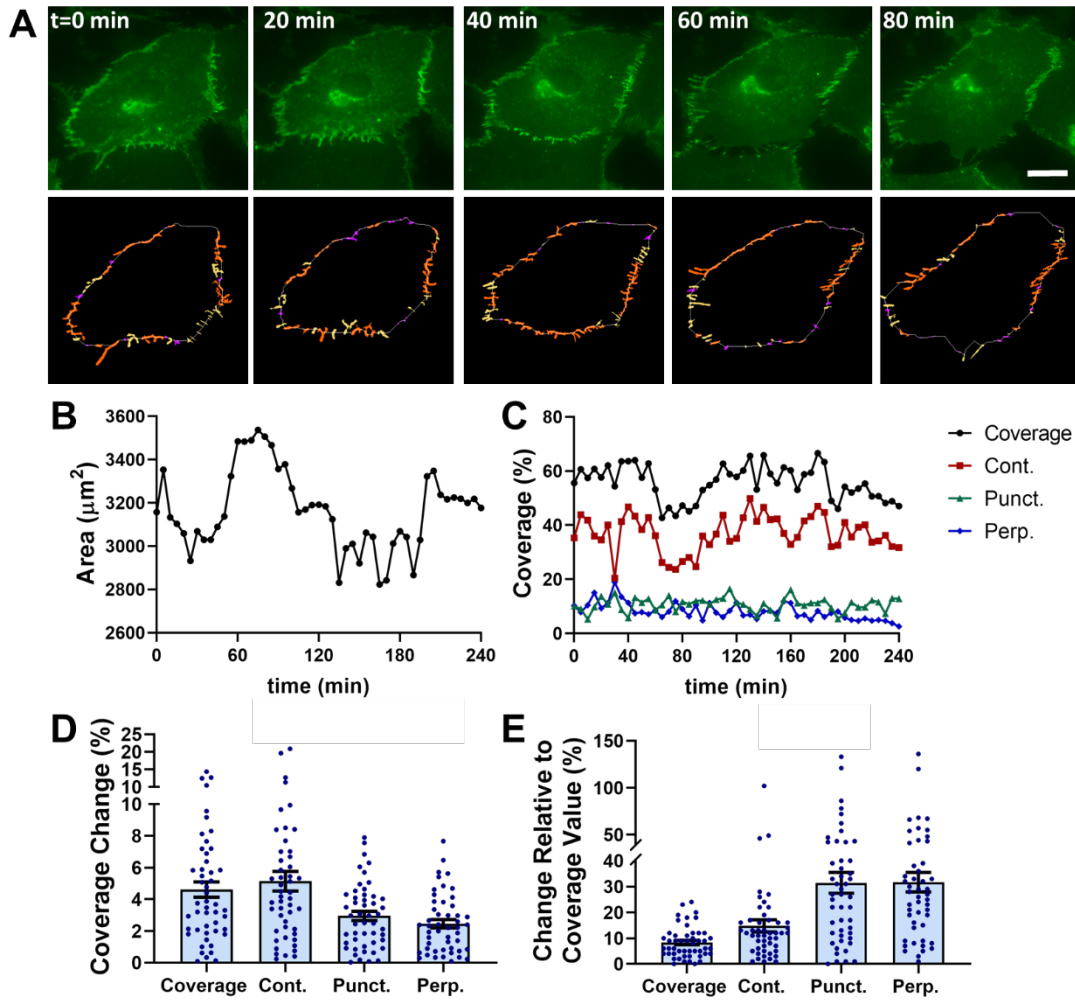 A
t=0 min
20 min
40 min
60 min
80 min
B
3600
3400
3200
3000
2800
2600
Area (µm²)
0
60
120
180
240
time (min)
C
80
60
40
20
0
Coverage (%)
0
40
80
120
160
200
240
time (min)
Coverage
Cont.
Punct.
Perp.
D
25
20
15
10
10
8
6
4
2
0
Coverage Change (%)
Coverage
Cont.
Punct.
Perp.
E
150
100
50
40
30
20
10
0
Change Relative to
Coverage Value (%)
Coverage
Cont.
Punct.
Perp.